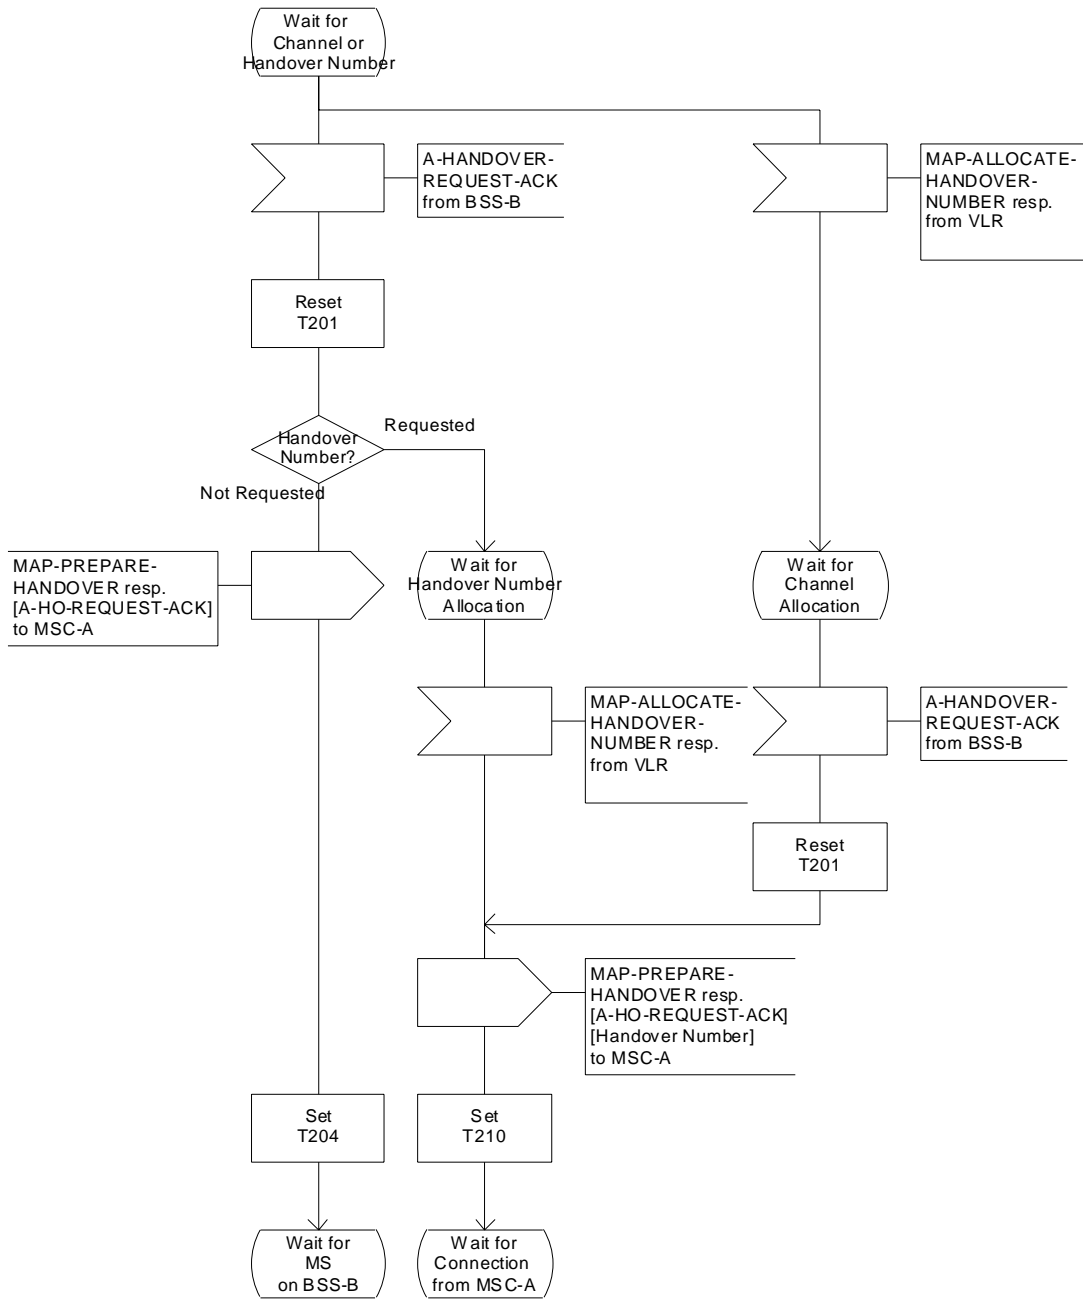 Wait for
Channel or
Handover Number
A-HANDOVER-
REQUEST-ACK
from BSS-B
MAP-ALLOCATE-
HANDOVER-
NUMBER resp.
from VLR
Reset
T201
Handover
Number?
Requested
Not Requested
MAP-PREPARE-
HANDOVER resp.
[A-HO-REQUEST-ACK]
to MSC-A
Wait for
Handover Number
Allocation
Wait for
Channel
Allocation
MAP-ALLOCATE-
HANDOVER-
NUMBER resp.
from VLR
A-HANDOVER-
REQUEST-ACK
from BSS-B
Reset
T201
MAP-PREPARE-
HANDOVER resp.
[A-HO-REQUEST-ACK]
[Handover Number]
to MSC-A
Set
T204
Set
T210
Wait for
MS
on BSS-B
Wait for
Connection
from MSC-A